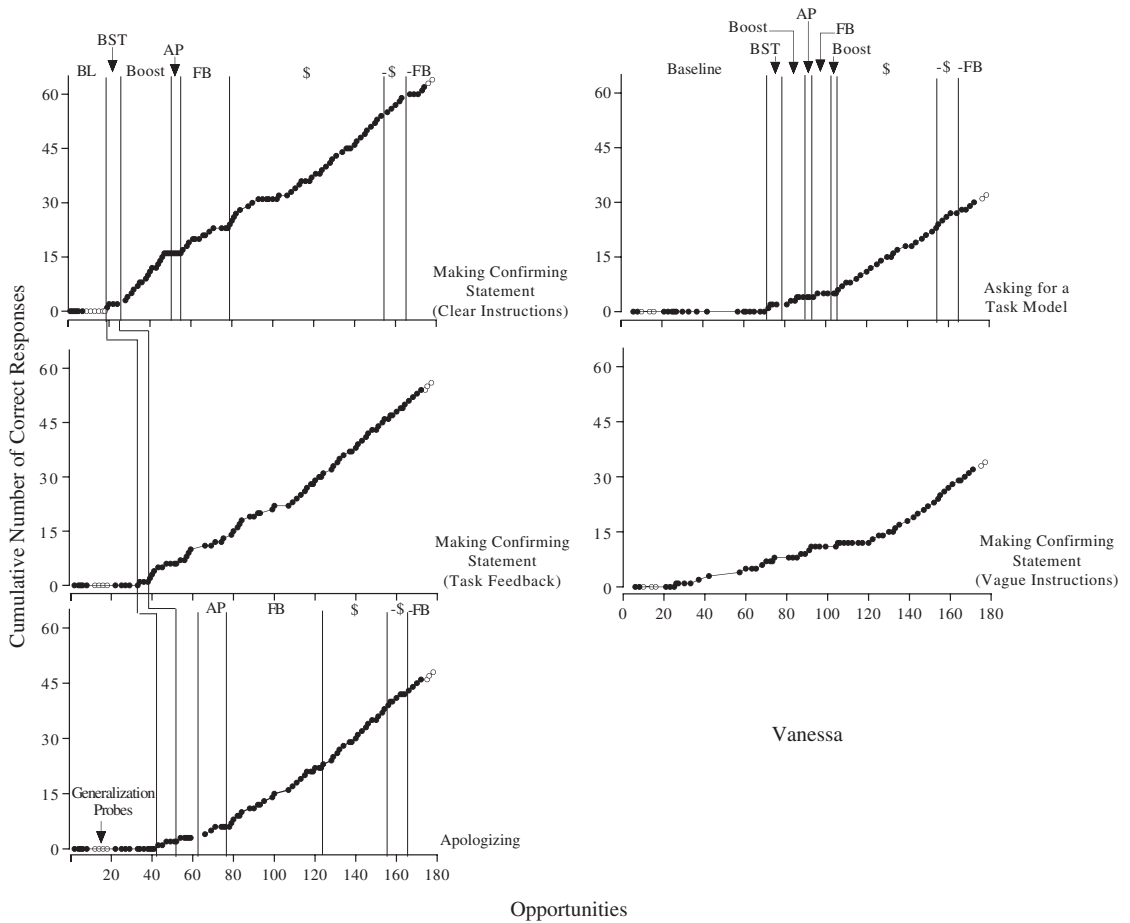 BST
AP
BL
Boost
FB
$
-$
-FB
60
45
30
15
0
Making Confirming
Statement
(Clear Instructions)
60
45
30
15
0
Making Confirming
Statement
(Task Feedback)
AP
FB
$
-$
-FB
60
45
30
15
0
Generalization
Probes
Apologizing
20
40
60
80
100
120
140
160
180
Cumulative Number of Correct Responses
AP
Boost
FB
BST
Boost
Baseline
$
-$
-FB
60
45
30
15
0
Asking for a
Task Model
60
45
30
15
0
Making Confirming
Statement
(Vague Instructions)
0
20
40
60
80
100
120
140
160
180
Vanessa
Opportunities